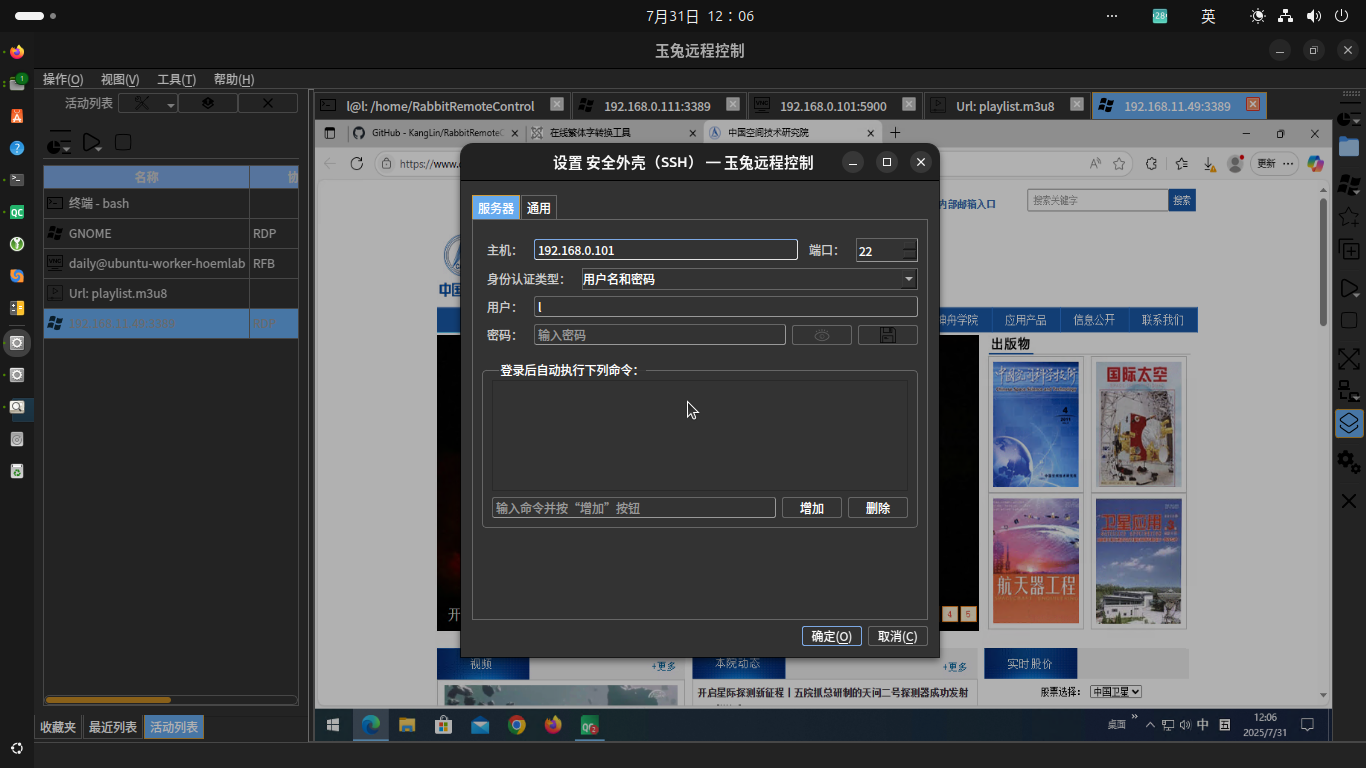 7月31日 12：06
28
英
玉兔远程控制
操作(O) 视图(V) 工具(T) 帮助(H)
活动列表
l@l: /home/RabbitRemoteControl
192.168.0.111:3389
192.168.0.101:5900
Url: playlist.m3u8
192.168.11.49:3389
名称
终端 - bash
GNOME RDP
daily@ubuntu-worker-hoemlab RFB
Url: playlist.m3u8
192.168.11.49:3389 RDP
收藏夹 最近列表 活动列表
GitHub - KangLin/RabbitRemoteC
在线繁体字转换工具
中国空间技术研究院
https://www.
更新
设置 安全外壳（SSH） — 玉兔远程控制
服务器 通用
主机: 192.168.0.101 端口: 22
身份认证类型: 用户名和密码
用户: l
密码: 输入密码
登录后自动执行下列命令:
输入命令并按“增加”按钮 增加 删除
确定(O) 取消(C)
内部邮箱入口
搜索关键字 搜索
神舟学院 应用产品 信息公开 联系我们
出版物
国际太空
航天器工程
卫星应用
开
4 5
视频 +更多
本院动态 +更多
实时股价
开启星际探测新征程丨五院抓总研制的天问二号探测器成功发射
股票选择: 中国卫星
桌面
中
12:06
2025/7/31